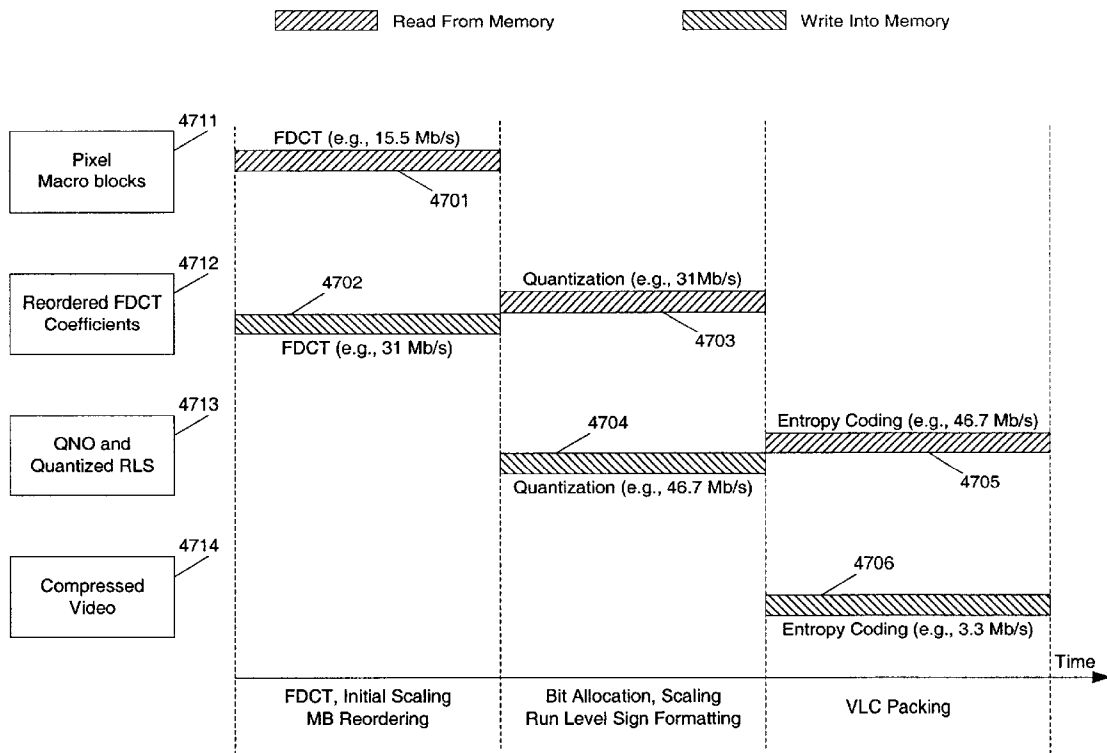 Read From Memory
Write Into Memory
4711
Pixel
Macro blocks
FDCT (e.g., 15.5 Mb/s)
4701
4712
Reordered FDCT
Coefficients
4702
FDCT (e.g., 31 Mb/s)
Quantization (e.g., 31Mb/s)
4703
4713
QNO and
Quantized RLS
4704
Quantization (e.g., 46.7 Mb/s)
Entropy Coding (e.g., 46.7 Mb/s)
4705
4714
Compressed
Video
4706
Entropy Coding (e.g., 3.3 Mb/s)
Time
FDCT, Initial Scaling
MB Reordering
Bit Allocation, Scaling
Run Level Sign Formatting
VLC Packing